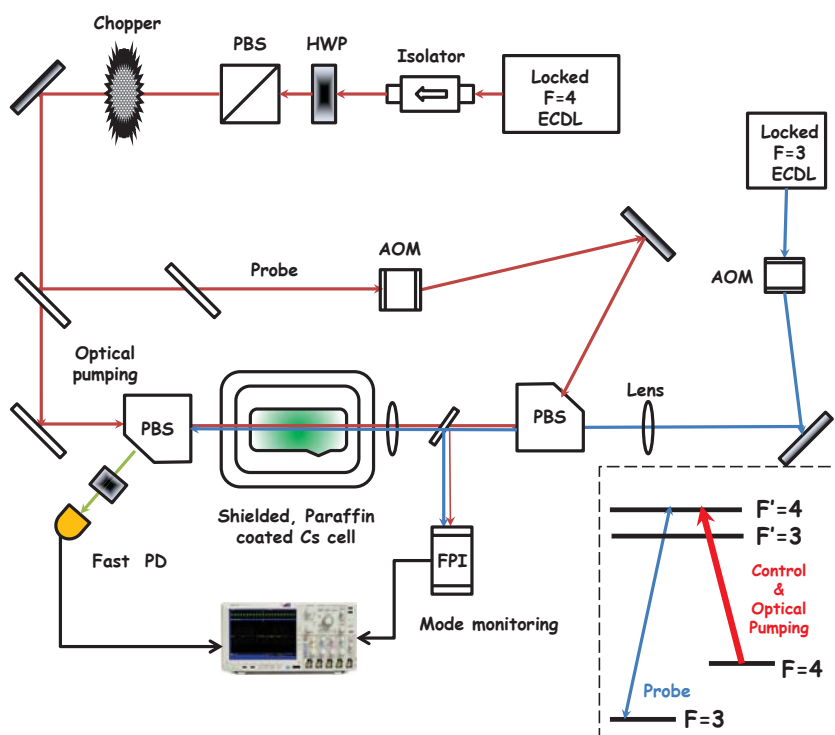 Chopper
PBS
HWP
Isolator
Locked
F=4
ECDL
Locked
F=3
ECDL
AOM
Probe
AOM
Optical
pumping
PBS
PBS
Lens
Shielded, Paraffin
coated Cs cell
FPI
Fast PD
Mode monitoring
F'=4
F'=3
Control
&
Optical
Pumping
F=4
Probe
F=3